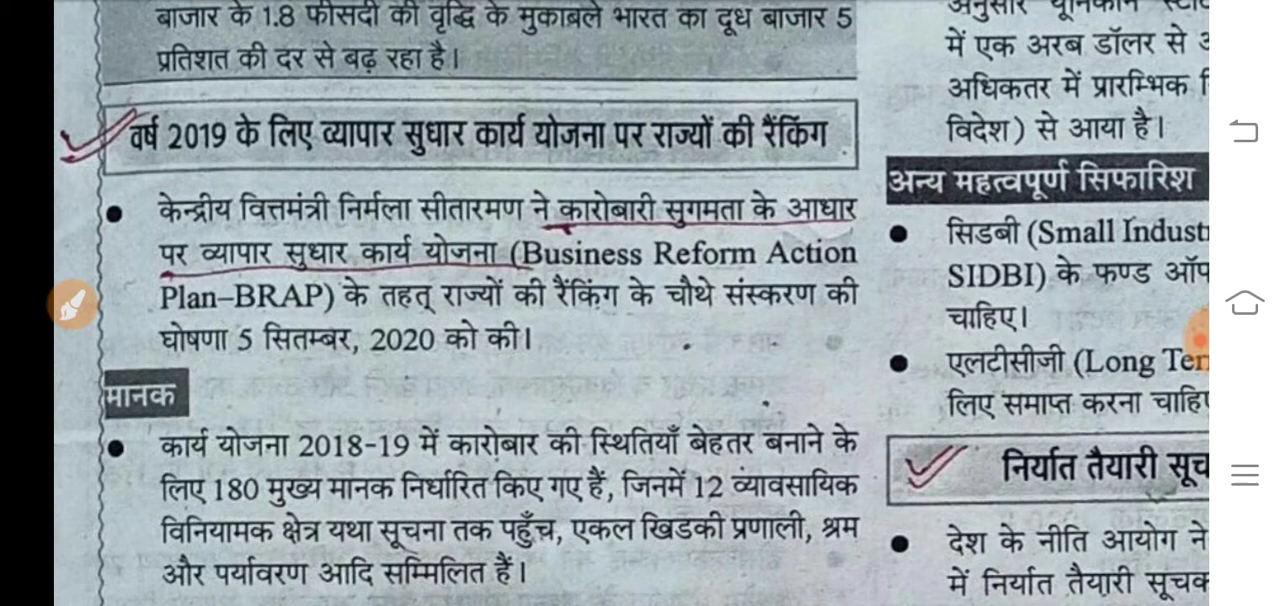 बाजार के 1.8 फीसदी की वृद्धि के मुकाबले भारत का दूध बाजार 5
प्रतिशत की दर से बढ़ रहा है।
वर्ष 2019 के लिए व्यापार सुधार कार्य योजना पर राज्यों की रैंकिंग
केन्द्रीय वित्तमंत्री निर्मला सीतारमण ने कारोबारी सुगमता के आधार
पर व्यापार सुधार कार्य योजना (Business Reform Action
Plan–BRAP) के तहत् राज्यों की रैंकिंग के चौथे संस्करण की
घोषणा 5 सितम्बर, 2020 को की।
मानक
कार्य योजना 2018-19 में कारोबार की स्थितियाँ बेहतर बनाने के
लिए 180 मुख्य मानक निर्धारित किए गए हैं, जिनमें 12 व्यावसायिक
विनियामक क्षेत्र यथा सूचना तक पहुँच, एकल खिडकी प्रणाली, श्रम
और पर्यावरण आदि सम्मिलित हैं।
अनुसार
में एक अरब डॉलर से
अधिकतर में प्रारम्भिक
विदेश) से आया है।
अन्य महत्वपूर्ण सिफारिश
सिडबी (Small Indust
SIDBI) के फण्ड ऑ
चाहिए।
एलटीसीजी (Long Ter
लिए समाप्त करना चाहि
निर्यात तैयारी सूच
देश के नीति आयोग ने
में निर्यात तैयारी सूचक